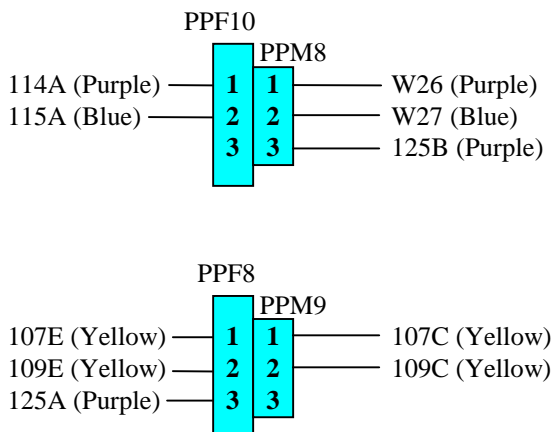 PPF10
PPM8
114A (Purple) 1 1 W26 (Purple)
115A (Blue) 2 2 W27 (Blue)
3 3 125B (Purple)
PPF8
PPM9
107E (Yellow) 1 1 107C (Yellow)
109E (Yellow) 2 2 109C (Yellow)
125A (Purple) 3 3